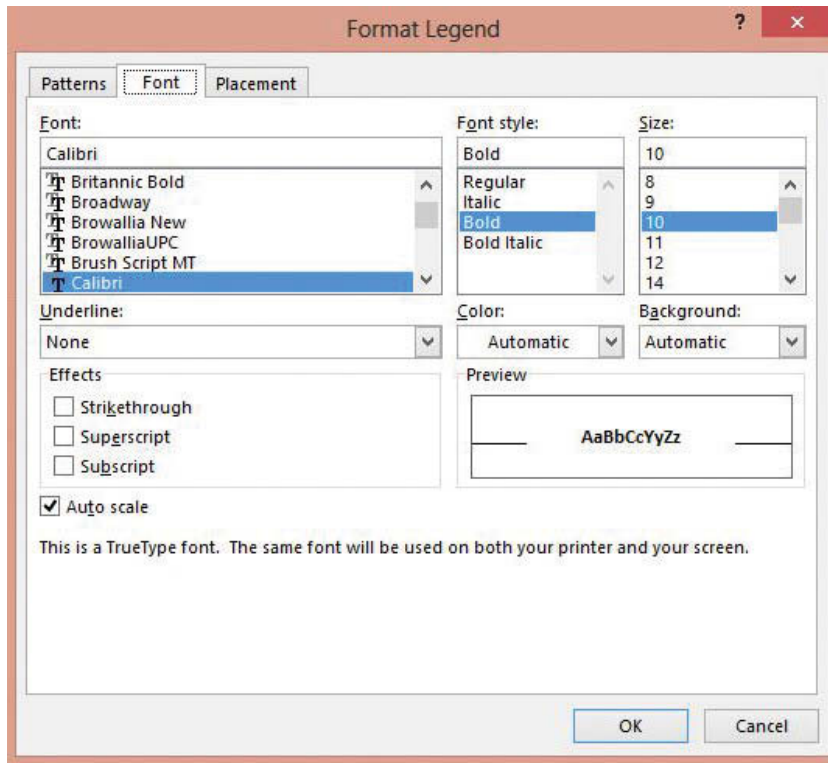 Format Legend
?
Patterns Font Placement
Font: Font style: Size:
Calibri Bold 10
Britannic Bold Regular 8
Broadway Italic 9
Browallia New Bold 10
BrowalliaUPC Bold Italic 11
Brush Script MT 12
Calibri 14
Underline: Color: Background:
None Automatic Automatic
Effects Preview
Strikethrough
Superscript AaBbCcYyZz
Subscript
Auto scale
This is a TrueType font.  The same font will be used on both your printer and your screen.
OK Cancel